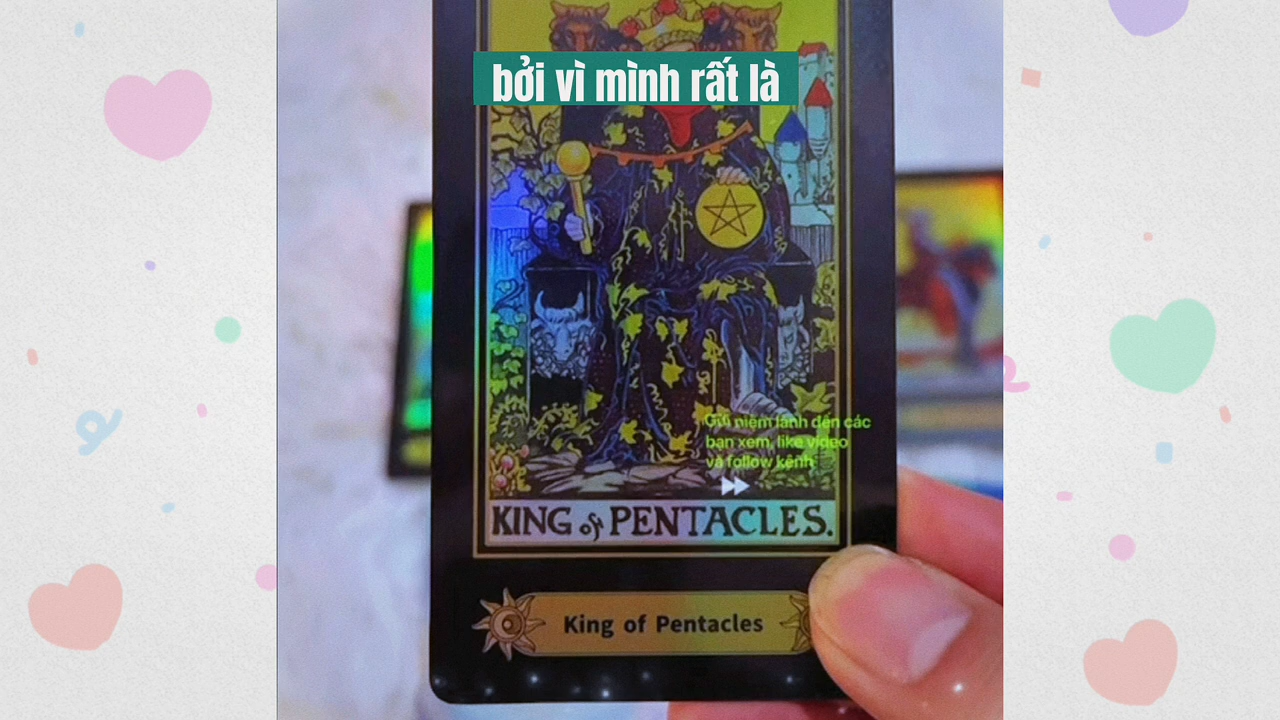 bởi vì mình rất là
Gửi niệm lành đến các
bạn xem, like video
và follow kênh
KING of PENTACLES.
King of Pentacles